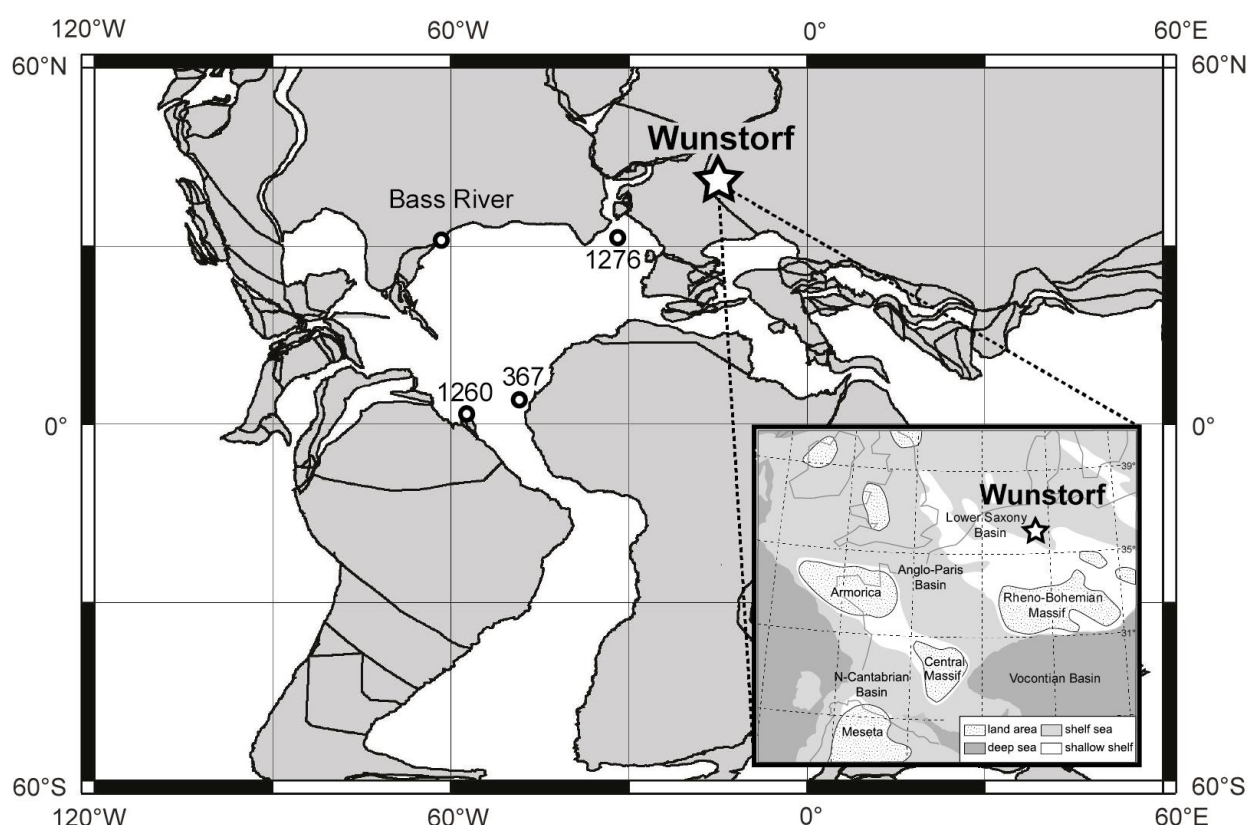 120°W
60°W
0°
60°E
60°N
60°N
Wunstorf
Bass River
1276
367
1260
0°
0°
39°
Wunstorf
Lower Saxony
Basin
35°
Anglo-Paris
Basin
Armorica
Rheno-Bohemian
Massif
31°
Central
Massif
N-Cantabrian
Basin
Vocontian Basin
Meseta
land area
shelf sea
deep sea
shallow shelf
60°S
60°S
120°W
60°W
0°
60°E